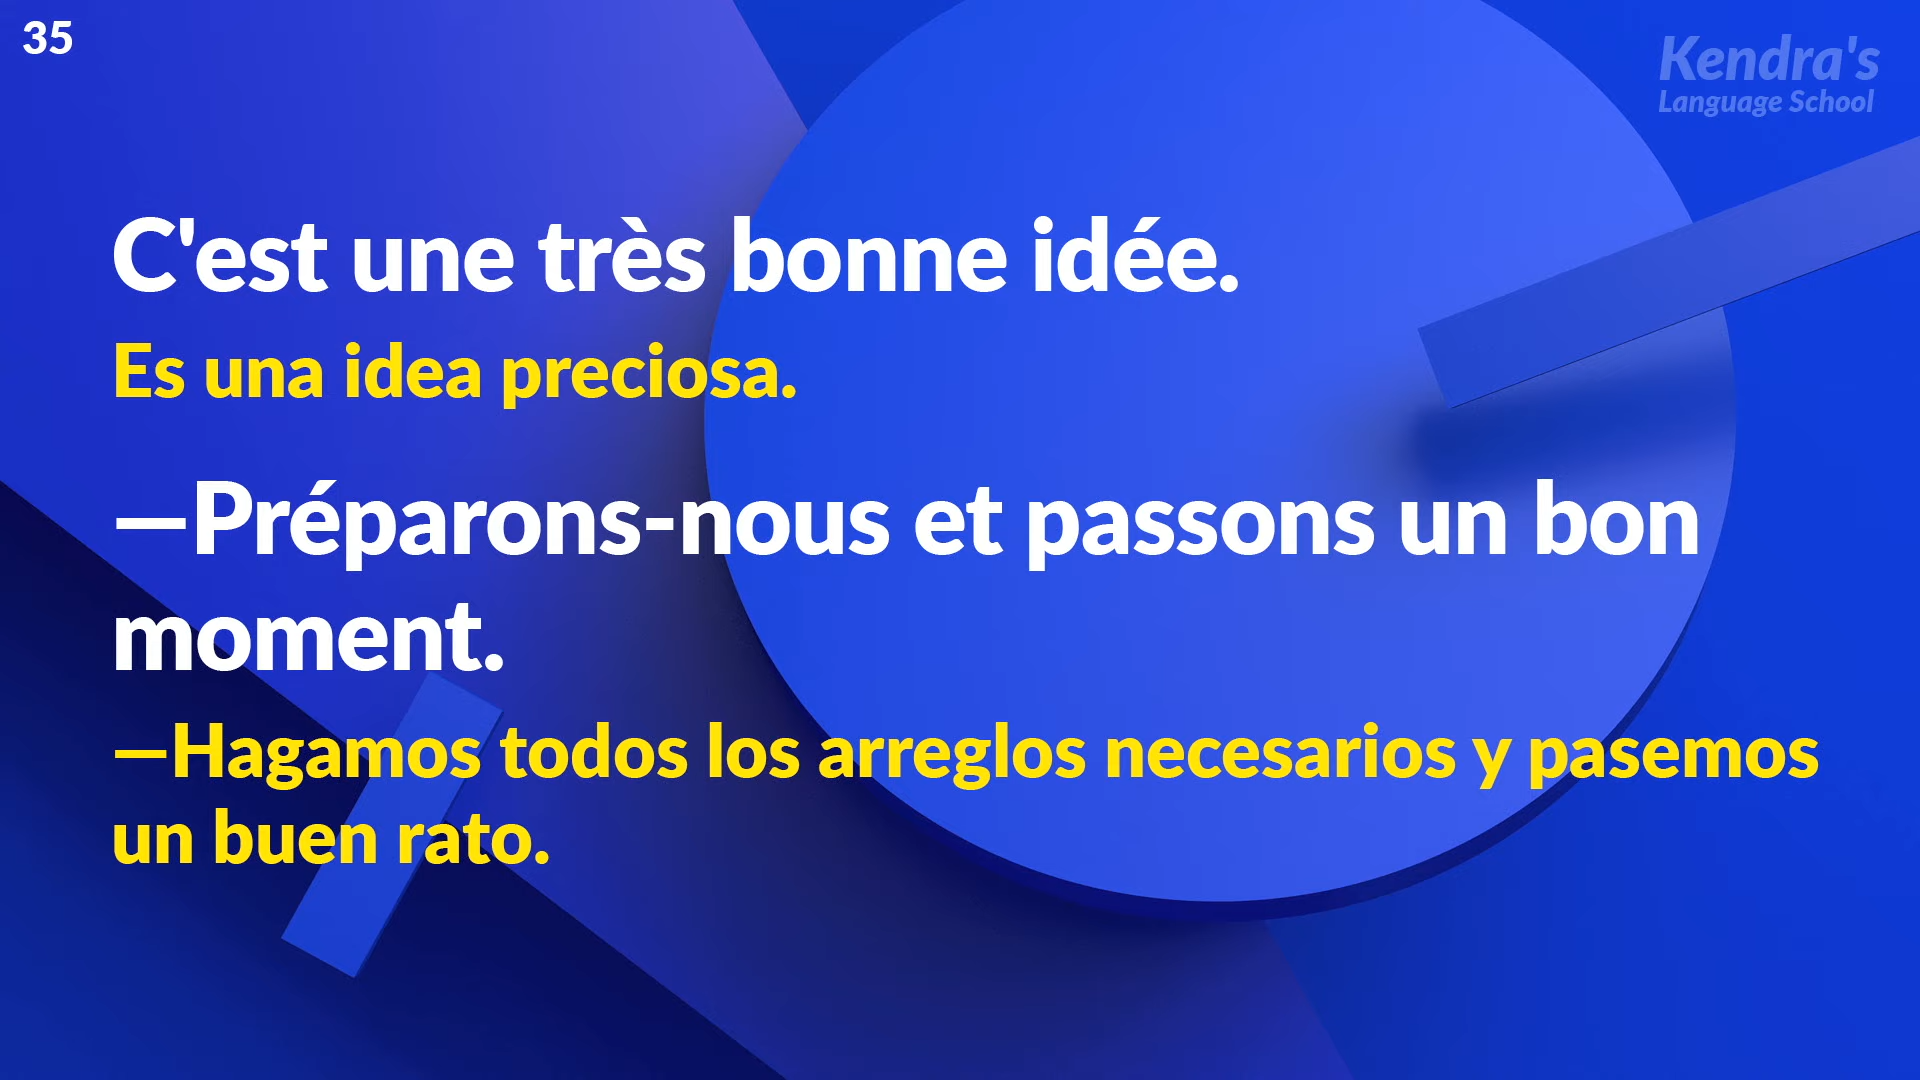 35
Kendra's
Language School
C'est une très bonne idée.
Es una idea preciosa.
—Préparons-nous et passons un bon
moment.
—Hagamos todos los arreglos necesarios y pasemos
un buen rato.